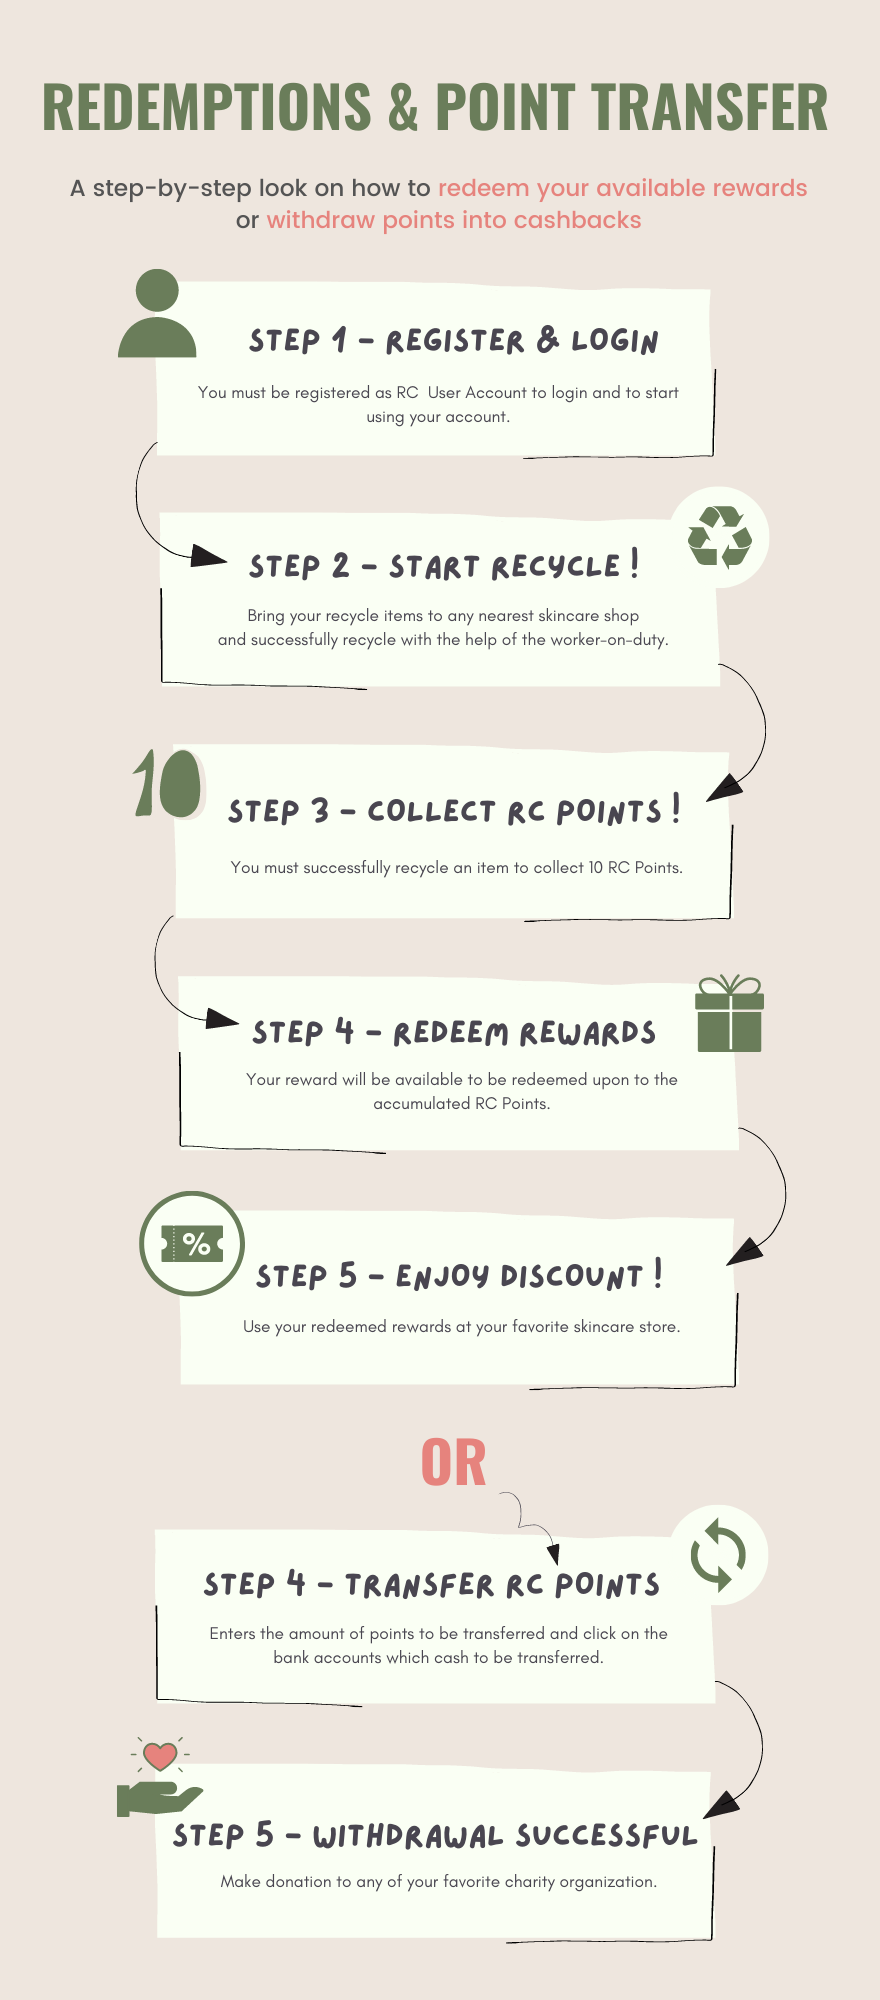 REDEMPTIONS & POINT TRANSFER
A step-by-step look on how to redeem your available rewards
or withdraw points into cashbacks
STEP 1 - REGISTER & LOGIN
You must be registered as RC  User Account to login and to start
using your account.
STEP 2 - START RECYCLE !
Bring your recycle items to any nearest skincare shop
and successfully recycle with the help of the worker-on-duty.
10
STEP 3 - COLLECT RC POINTS !
You must successfully recycle an item to collect 10 RC Points.
STEP 4 - REDEEM REWARDS
Your reward will be available to be redeemed upon to the
accumulated RC Points.
%
STEP 5 - ENJOY DISCOUNT !
Use your redeemed rewards at your favorite skincare store.
OR
STEP 4 - TRANSFER RC POINTS
Enters the amount of points to be transferred and click on the
bank accounts which cash to be transferred.
STEP 5 - WITHDRAWAL SUCCESSFUL
Make donation to any of your favorite charity organization.